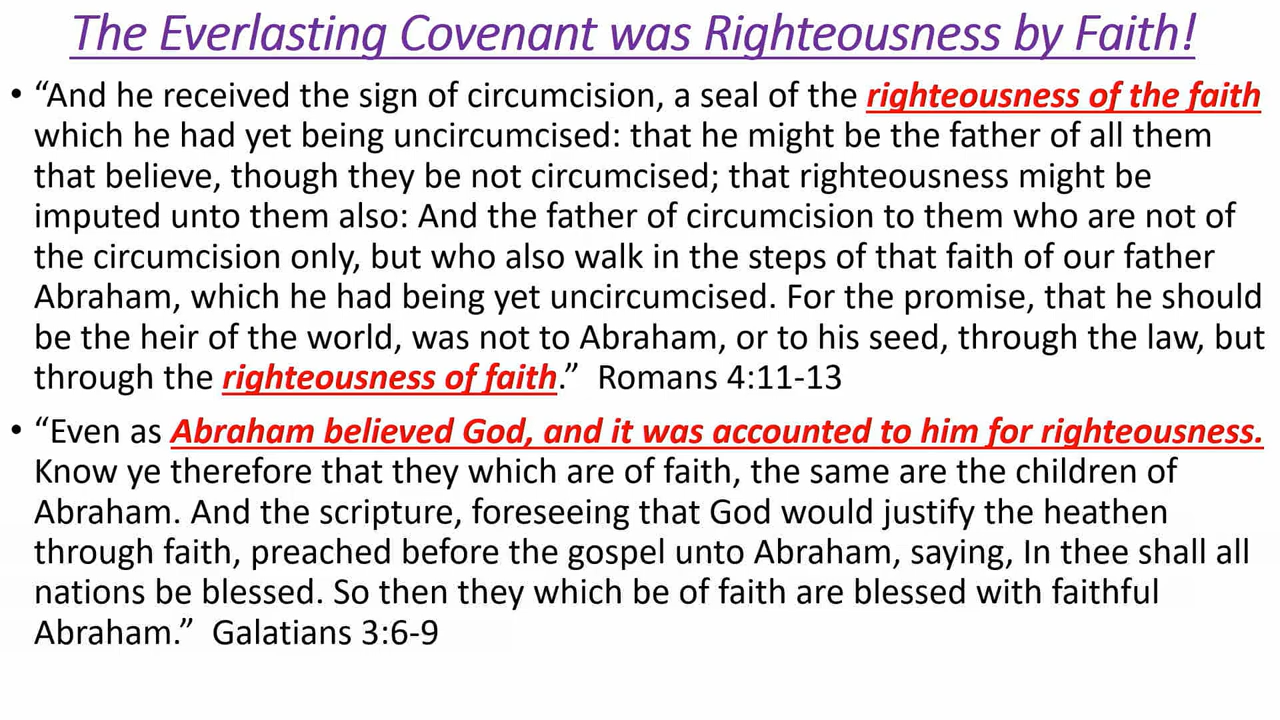 The Everlasting Covenant was Righteousness by Faith!
• “And he received the sign of circumcision, a seal of the righteousness of the faith
which he had yet being uncircumcised: that he might be the father of all them
that believe, though they be not circumcised; that righteousness might be
imputed unto them also: And the father of circumcision to them who are not of
the circumcision only, but who also walk in the steps of that faith of our father
Abraham, which he had being yet uncircumcised. For the promise, that he should
be the heir of the world, was not to Abraham, or to his seed, through the law, but
through the righteousness of faith.”  Romans 4:11-13
• “Even as Abraham believed God, and it was accounted to him for righteousness.
Know ye therefore that they which are of faith, the same are the children of
Abraham. And the scripture, foreseeing that God would justify the heathen
through faith, preached before the gospel unto Abraham, saying, In thee shall all
nations be blessed. So then they which be of faith are blessed with faithful
Abraham.”  Galatians 3:6-9